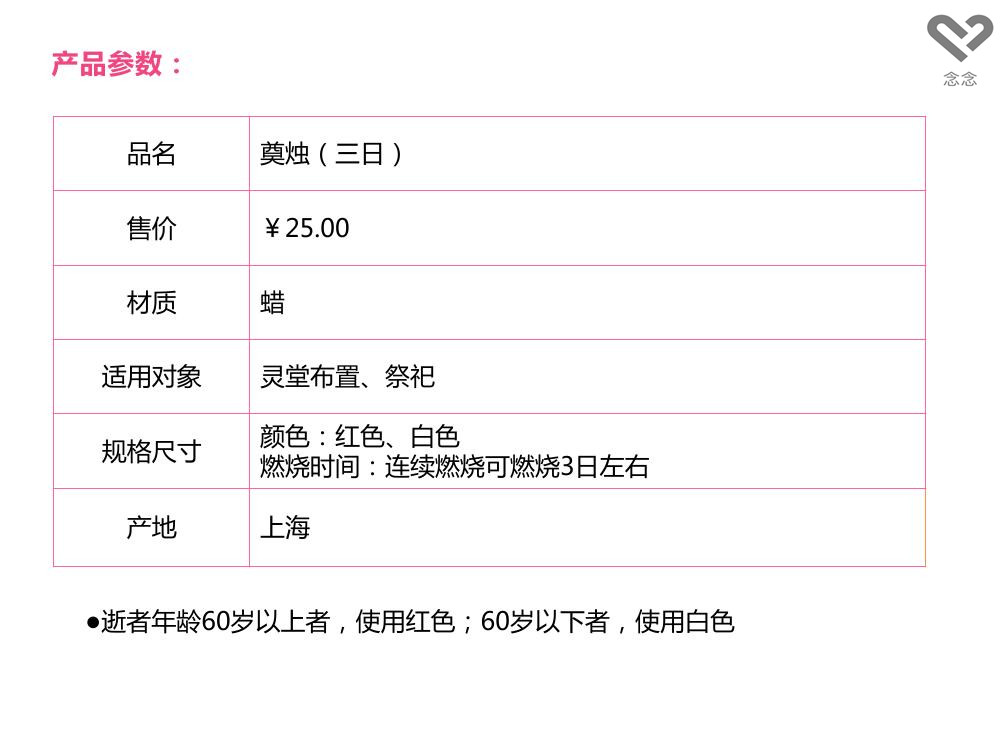 产品参数：
念念
品名 奠烛（三日）
售价 ￥25.00
材质 蜡
适用对象 灵堂布置、祭祀
规格尺寸 颜色：红色、白色
燃烧时间：连续燃烧可燃烧3日左右
产地 上海
●逝者年龄60岁以上者，使用红色；60岁以下者，使用白色